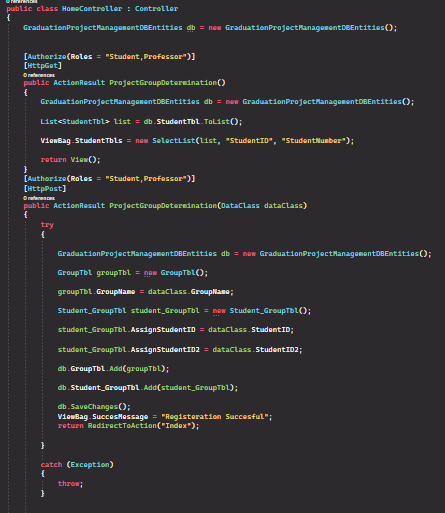 0 references
public class HomeController : Controller
{
GraduationProjectManagementDBEntities db = new GraduationProjectManagementDBEntities();
[Authorize(Roles = "Student,Professor")]
[HttpGet]
0 references
public ActionResult ProjectGroupDetermination()
{
GraduationProjectManagementDBEntities db = new GraduationProjectManagementDBEntities();
List<StudentTbl> list = db.StudentTbl.ToList();
ViewBag.StudentTbls = new SelectList(list, "StudentID", "StudentNumber");
return View();
}
[Authorize(Roles = "Student,Professor")]
[HttpPost]
0 references
public ActionResult ProjectGroupDetermination(DataClass dataClass)
{
try
{
GraduationProjectManagementDBEntities db = new GraduationProjectManagementDBEntities();
GroupTbl groupTbl = new GroupTbl();
groupTbl.GroupName = dataClass.GroupName;
Student_GroupTbl student_GroupTbl = new Student_GroupTbl();
student_GroupTbl.AssignStudentID = dataClass.StudentID;
student_GroupTbl.AssignStudentID2 = dataClass.StudentID2;
db.GroupTbl.Add(groupTbl);
db.Student_GroupTbl.Add(student_GroupTbl);
db.SaveChanges();
ViewBag.SuccesMessage = "Registeration Succesful";
return RedirectToAction("Index");
}
catch (Exception)
{
throw;
}